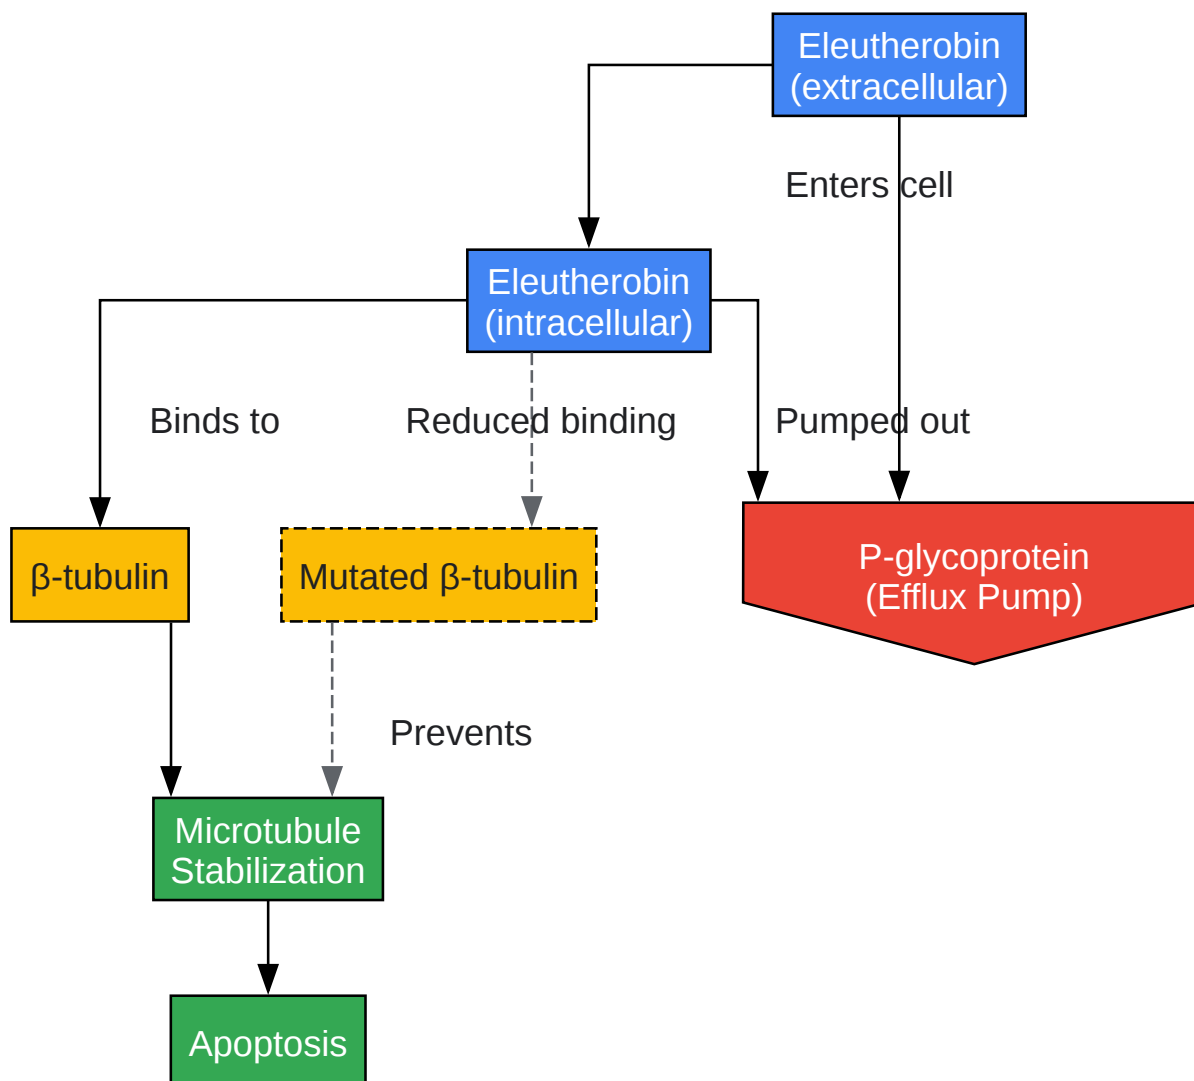 Eleutherobin
(extracellular)
Enters cell
Eleutherobin
(intracellular)
Binds to
Reduced binding
Pumped out
β-tubulin
Mutated β-tubulin
P-glycoprotein
(Efflux Pump)
Prevents
Microtubule
Stabilization
Apoptosis